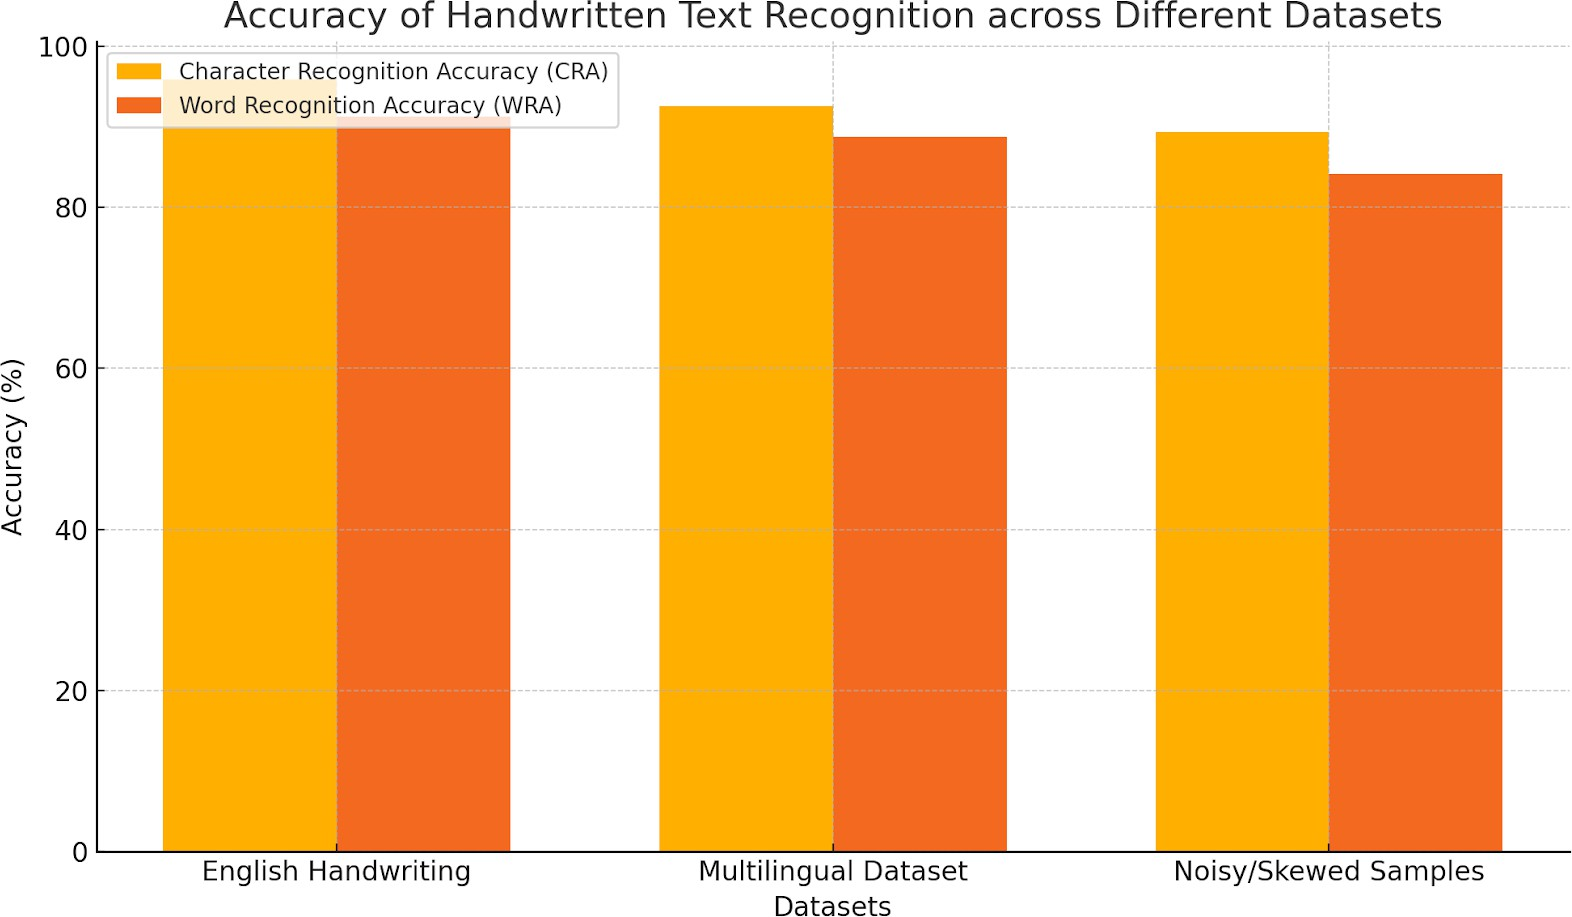 Accuracy of Handwritten Text Recognition across Different Datasets
100
Character Recognition Accuracy (CRA)
Word Recognition Accuracy (WRA)
80
60
40
20
0
Accuracy (%)
English Handwriting
Multilingual Dataset
Noisy/Skewed Samples
Datasets